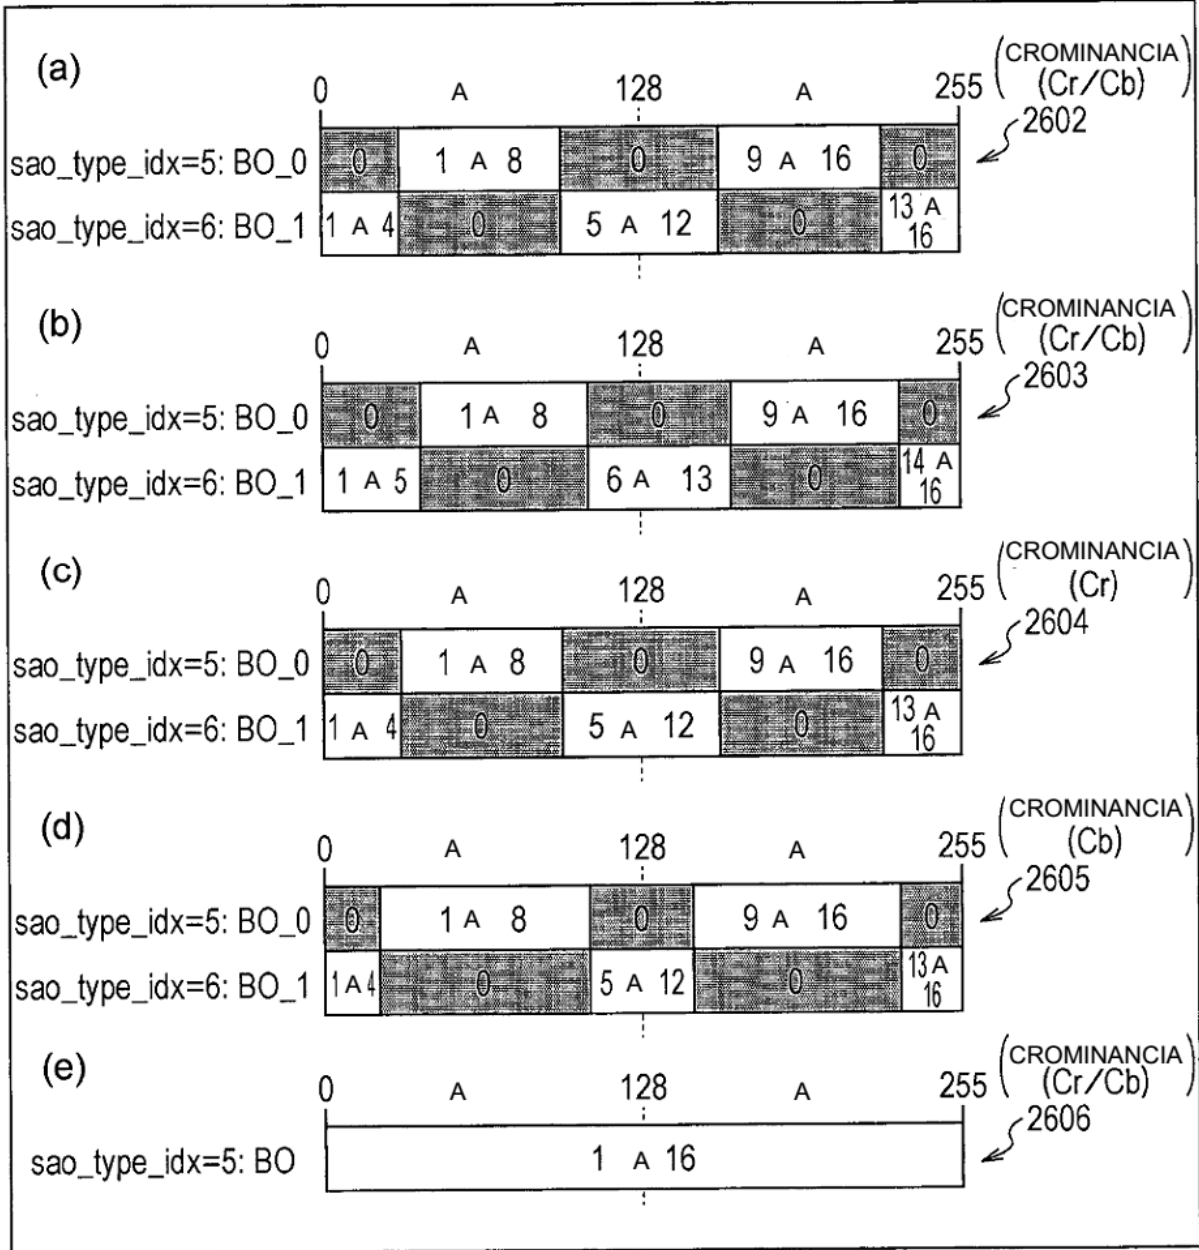 (a)
0 A 128 A 255 (CROMINANCIA
(Cr/Cb))
2602
sao_type_idx=5: BO_0 0 1 A 8 0 9 A 16 0
sao_type_idx=6: BO_1 1 A 4 0 5 A 12 0 13 A
16
(b)
0 A 128 A 255 (CROMINANCIA)
(Cr/Cb)
2603
sao_type_idx=5: BO_0 0 1 A 8 0 9 A 16 0
sao_type_idx=6: BO_1 1 A 5 0 6 A 13 0 14 A
16
(c)
0 A 128 A 255 (CROMINANCIA)
(Cr)
2604
sao_type_idx=5: BO_0 0 1 A 8 0 9 A 16 0
sao_type_idx=6: BO_1 1 A 4 0 5 A 12 0 13 A
16
(d)
0 A 128 A 255 (CROMINANCIA)
(Cb)
2605
sao_type_idx=5: BO_0 0 1 A 8 0 9 A 16 0
sao_type_idx=6: BO_1 1 A 4 0 5 A 12 0 13 A
16
(e)
0 A 128 A 255 (CROMINANCIA)
(Cr/Cb)
2606
sao_type_idx=5: BO 1 A 16